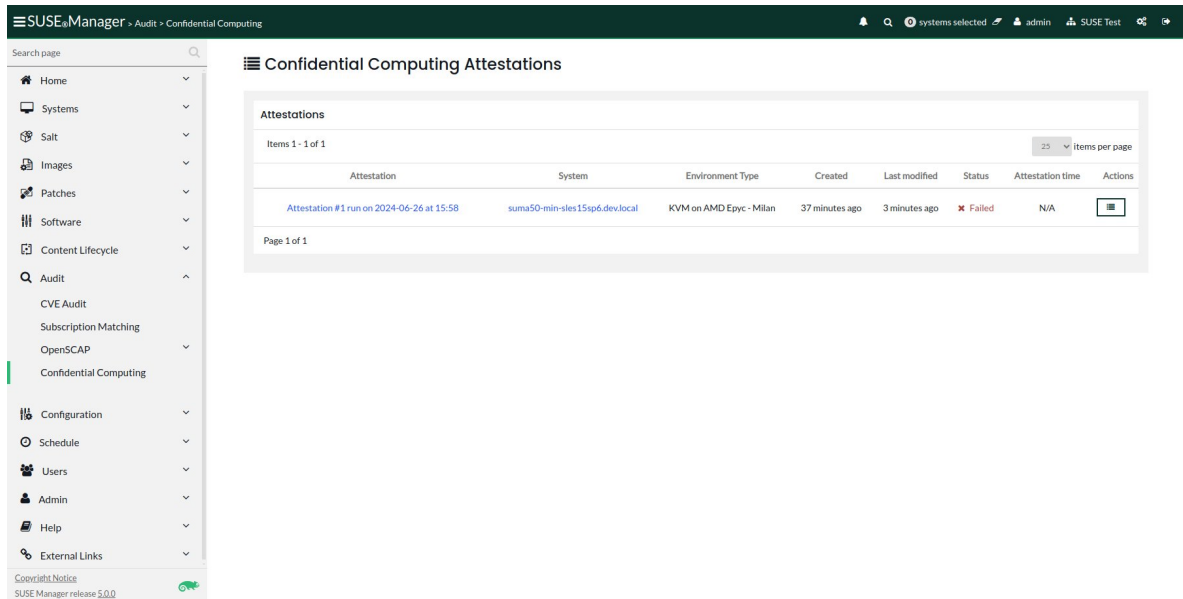 SUSE®Manager > Audit > Confidential Computing
0 systems selected admin SUSE Test
Search page
Home
Systems
Salt
Images
Patches
Software
Content Lifecycle
Audit
CVE Audit
Subscription Matching
OpenSCAP
Confidential Computing
Configuration
Schedule
Users
Admin
Help
External Links
Copyright Notice
SUSE Manager release 5.0.0
Confidential Computing Attestations
Attestations
Items 1 - 1 of 1
25 items per page
Attestation System Environment Type Created Last modified Status Attestation time Actions
Attestation #1 run on 2024-06-26 at 15:58 suma50-min-sles15sp6.dev.local KVM on AMD Epyc - Milan 37 minutes ago 3 minutes ago Failed N/A
Page 1 of 1